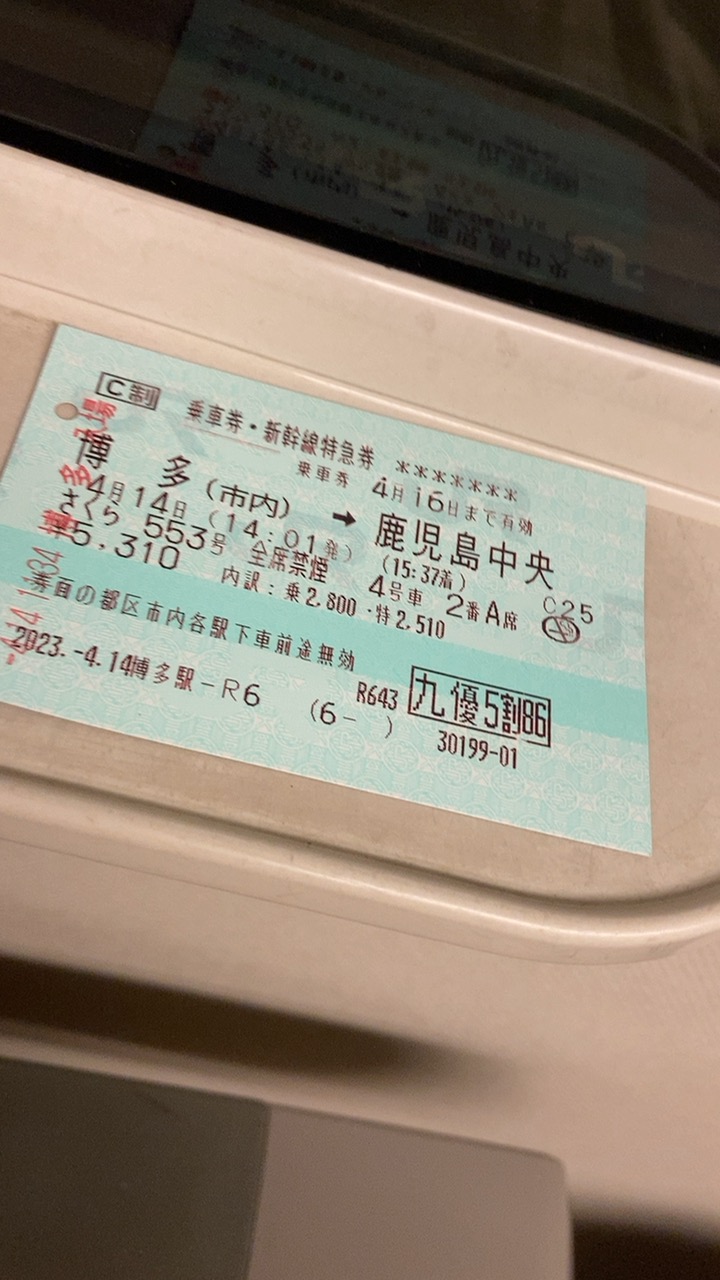 C割 乗車券・新幹線特急券 *******
乗車券 4月16日まで有効
博多(市内) ➡ 鹿児島中央
4月14日(14:01発) (15:37着) C25
さくら 553号 全席禁煙 4号車 2番A席
¥5,310 内訳:乗2,800・特2,510
券面の都区市内各駅下車前途無効
2023.-4.14博多駅-R6 (6- ) R643 九優5割86
30199-01